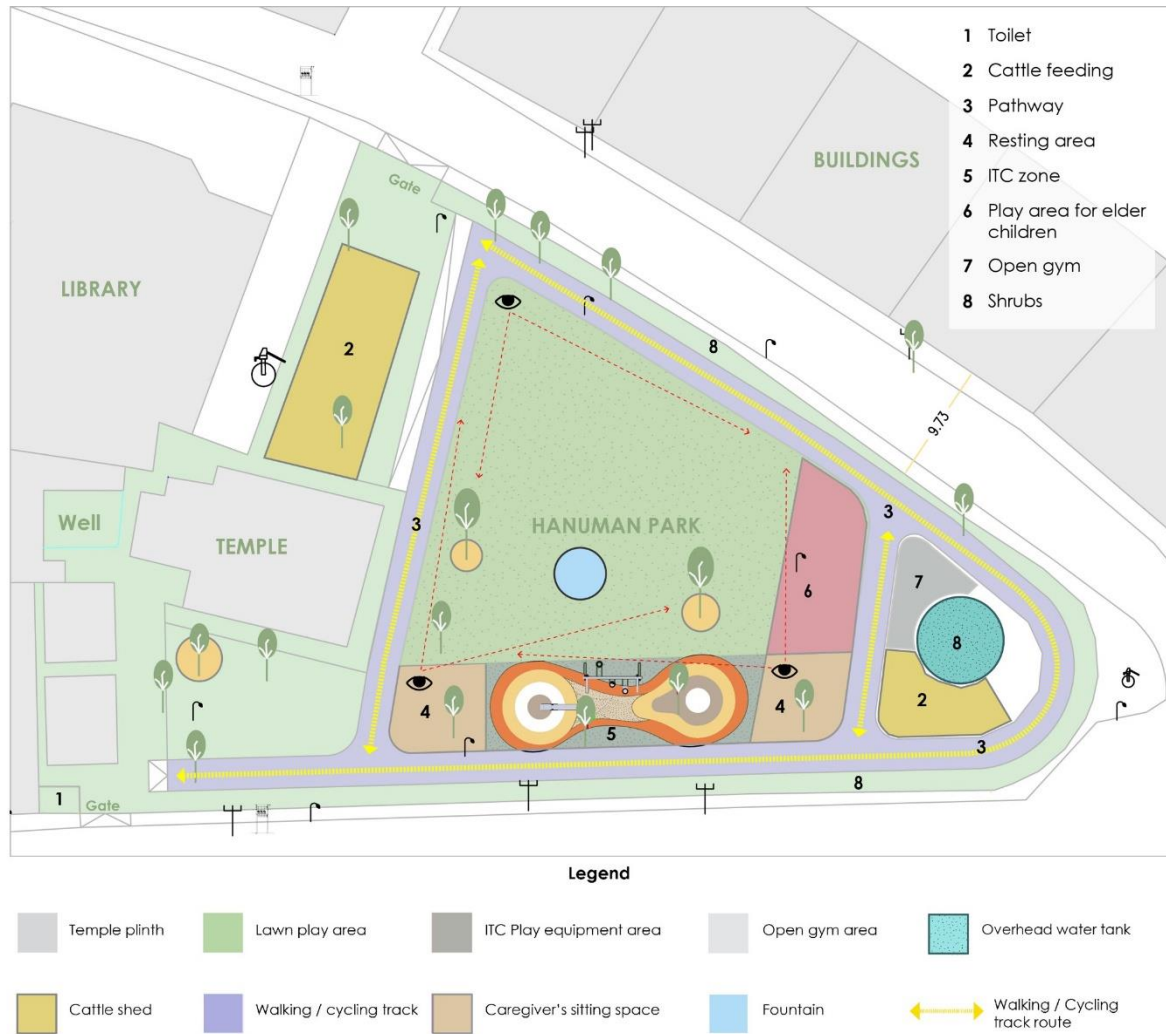 1 Toilet
2 Cattle feeding
3 Pathway
4 Resting area
5 ITC zone
6 Play area for elder
children
7 Open gym
8 Shrubs
BUILDINGS
Gate
LIBRARY
2
8
9.73
3
3
HANUMAN PARK
Well
TEMPLE
6
7
8
2
4
5
4
3
8
1
Gate
Legend
Temple plinth
Lawn play area
ITC Play equipment area
Open gym area
Overhead water tank
Cattle shed
Walking / cycling track
Caregiver's sitting space
Fountain
Walking / Cycling
track route